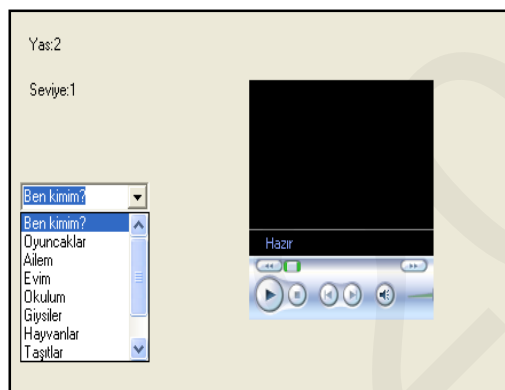 Yas:2
Seviye:1
Ben kimim?
Ben kimim?
Oyuncaklar
Ailem
Evim
Okulum
Giysiler
Hayvanlar
Taşıtlar
Hazır